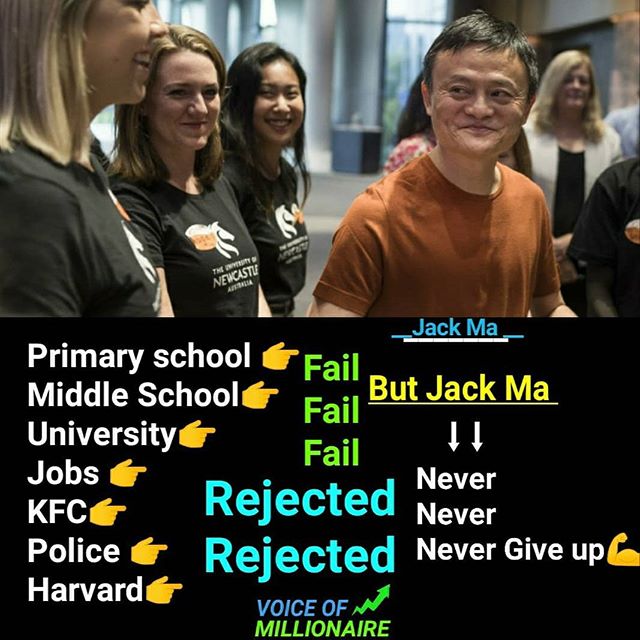 THE UNIVERSITY OF
NEWCASTLE
AUSTRALIA
Jack Ma
Primary school 👉
Middle School👉
University👉
Jobs 👉
KFC👉
Police 👉
Harvard👉
Fail
Fail
Fail
Rejected
Rejected
But Jack Ma
↓↓
Never
Never
Never Give up💪
VOICE OF
MILLIONAIRE